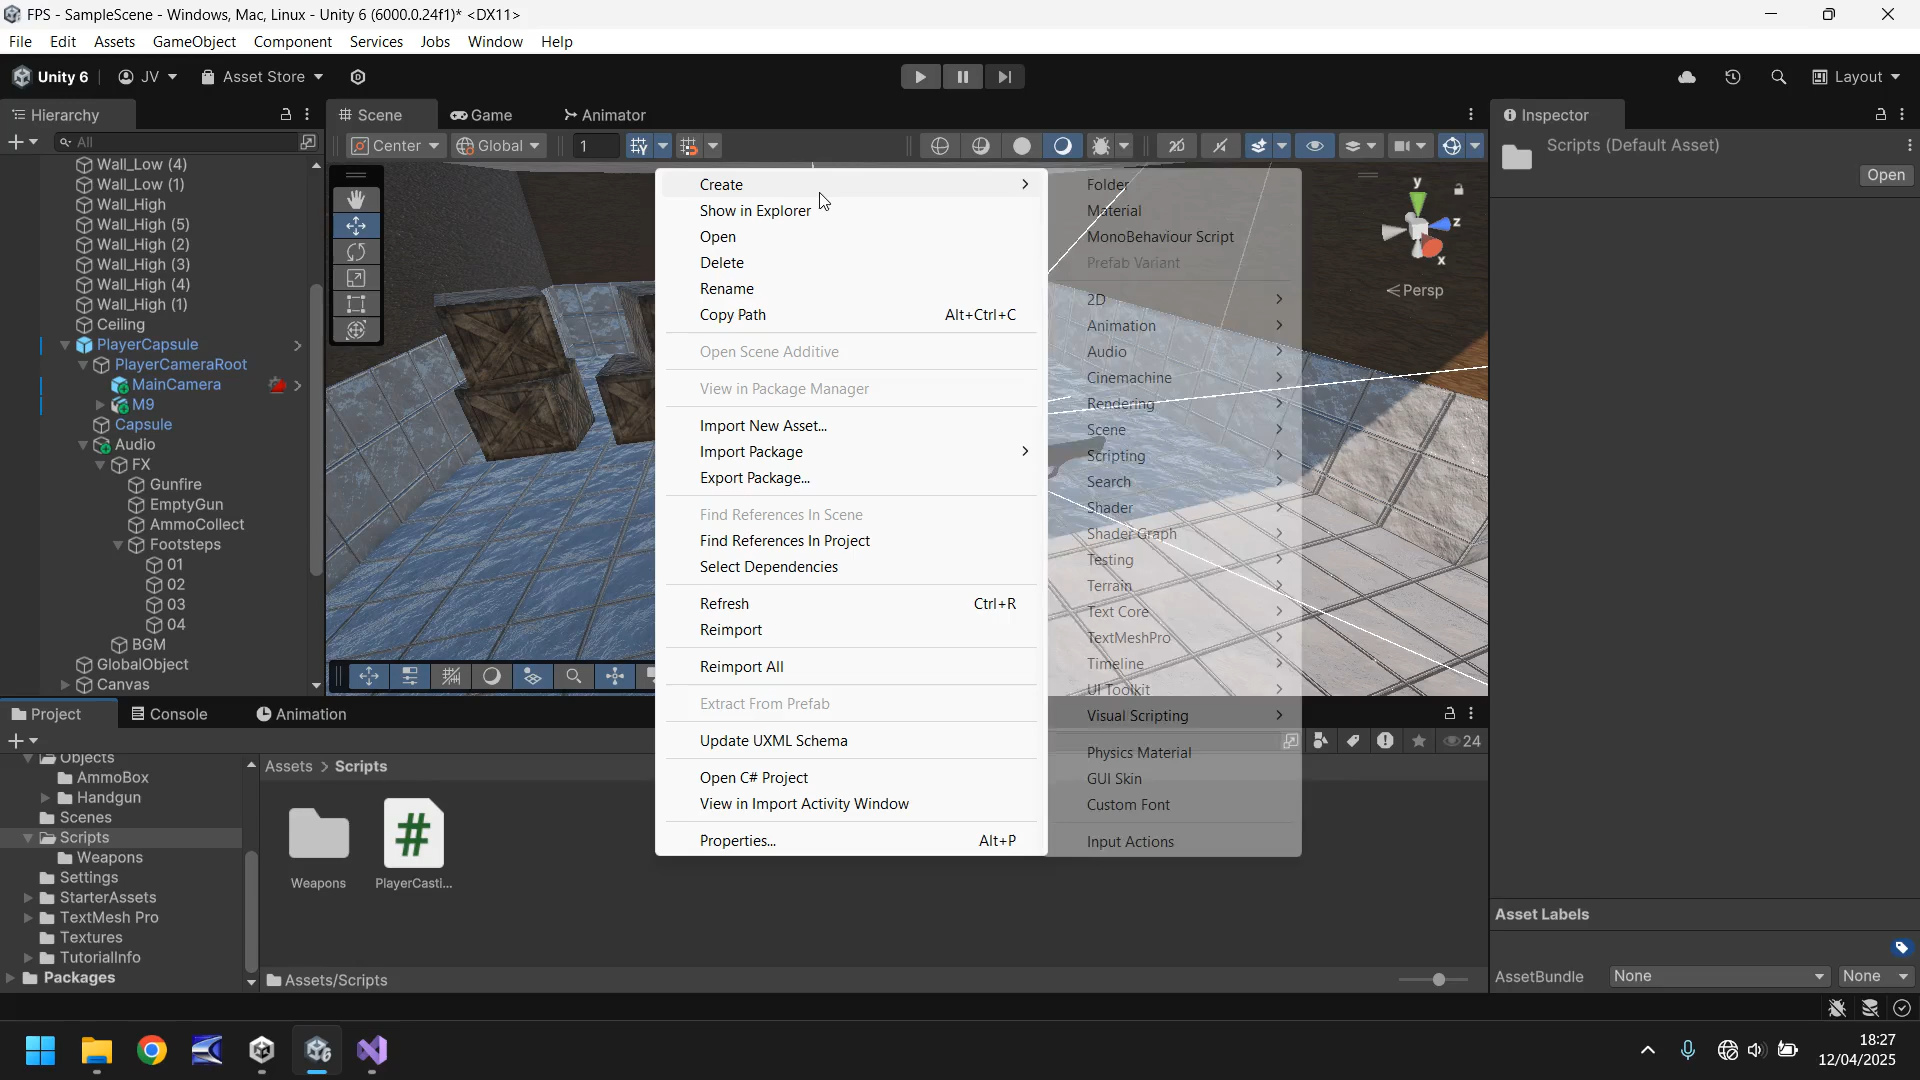 FPS - SampleScene - Windows, Mac, Linux - Unity 6 (6000.0.24f1)* <DX11>
File Edit Assets GameObject Component Services Jobs Window Help
Unity 6 JV Asset Store Layout
Hierarchy
Scene Game Animator
Inspector
All
Center Global 1
Scripts (Default Asset)
Open
Wall_Low (4)
Wall_Low (1)
Wall_High
Wall_High (5)
Wall_High (2)
Wall_High (3)
Wall_High (4)
Wall_High (1)
Ceiling
PlayerCapsule
PlayerCameraRoot
MainCamera
M9
Capsule
Audio
FX
Gunfire
EmptyGun
AmmoCollect
Footsteps
01
02
03
04
BGM
GlobalObject
Canvas
Create
Show in Explorer
Open
Delete
Rename
Copy Path Alt+Ctrl+C
Open Scene Additive
View in Package Manager
Import New Asset...
Import Package
Export Package...
Find References In Scene
Find References In Project
Select Dependencies
Refresh Ctrl+R
Reimport
Reimport All
Extract From Prefab
Update UXML Schema
Open C# Project
View in Import Activity Window
Properties... Alt+P
Folder
Material
MonoBehaviour Script
Prefab Variant
2D
Animation
Audio
Cinemachine
Rendering
Scene
Scripting
Search
Shader
Shader Graph
Testing
Terrain
Text Core
TextMeshPro
Timeline
UI Toolkit
Visual Scripting
Physics Material
GUI Skin
Custom Font
Input Actions
y
z
x
Persp
Project Console Animation
24
Objects
AmmoBox
Handgun
Scenes
Scripts
Weapons
Settings
StarterAssets
TextMesh Pro
Textures
TutorialInfo
Packages
Assets > Scripts
Weapons
PlayerCasti...
Assets/Scripts
Asset Labels
AssetBundle None None
18:27
12/04/2025